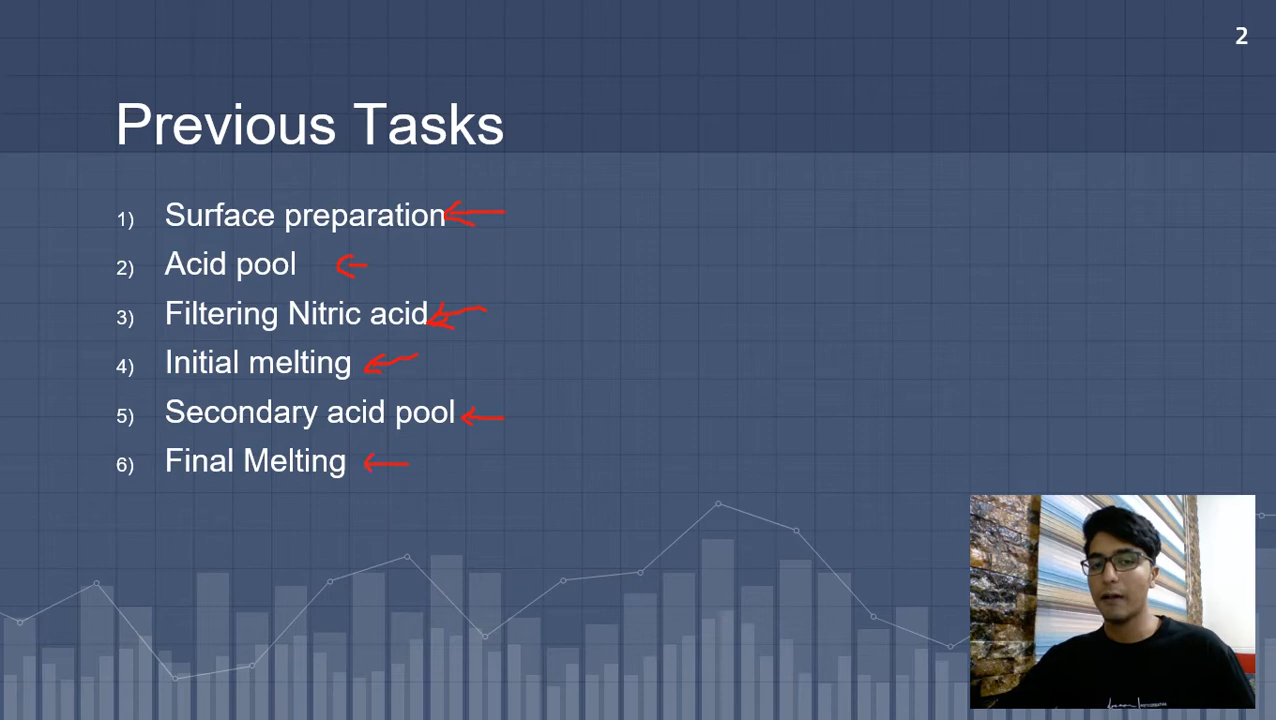 2
Previous Tasks
1) Surface preparation
2) Acid pool
3) Filtering Nitric acid
4) Initial melting
5) Secondary acid pool
6) Final Melting